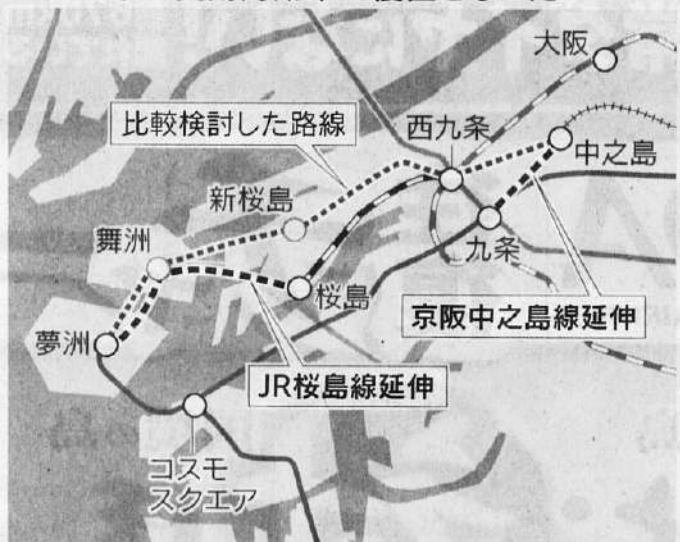 大阪
比較検討した路線
西九条
中之島
新桜島
舞洲
九条
桜島
京阪中之島線延伸
夢洲
JR桜島線延伸
コスモ
スクエア